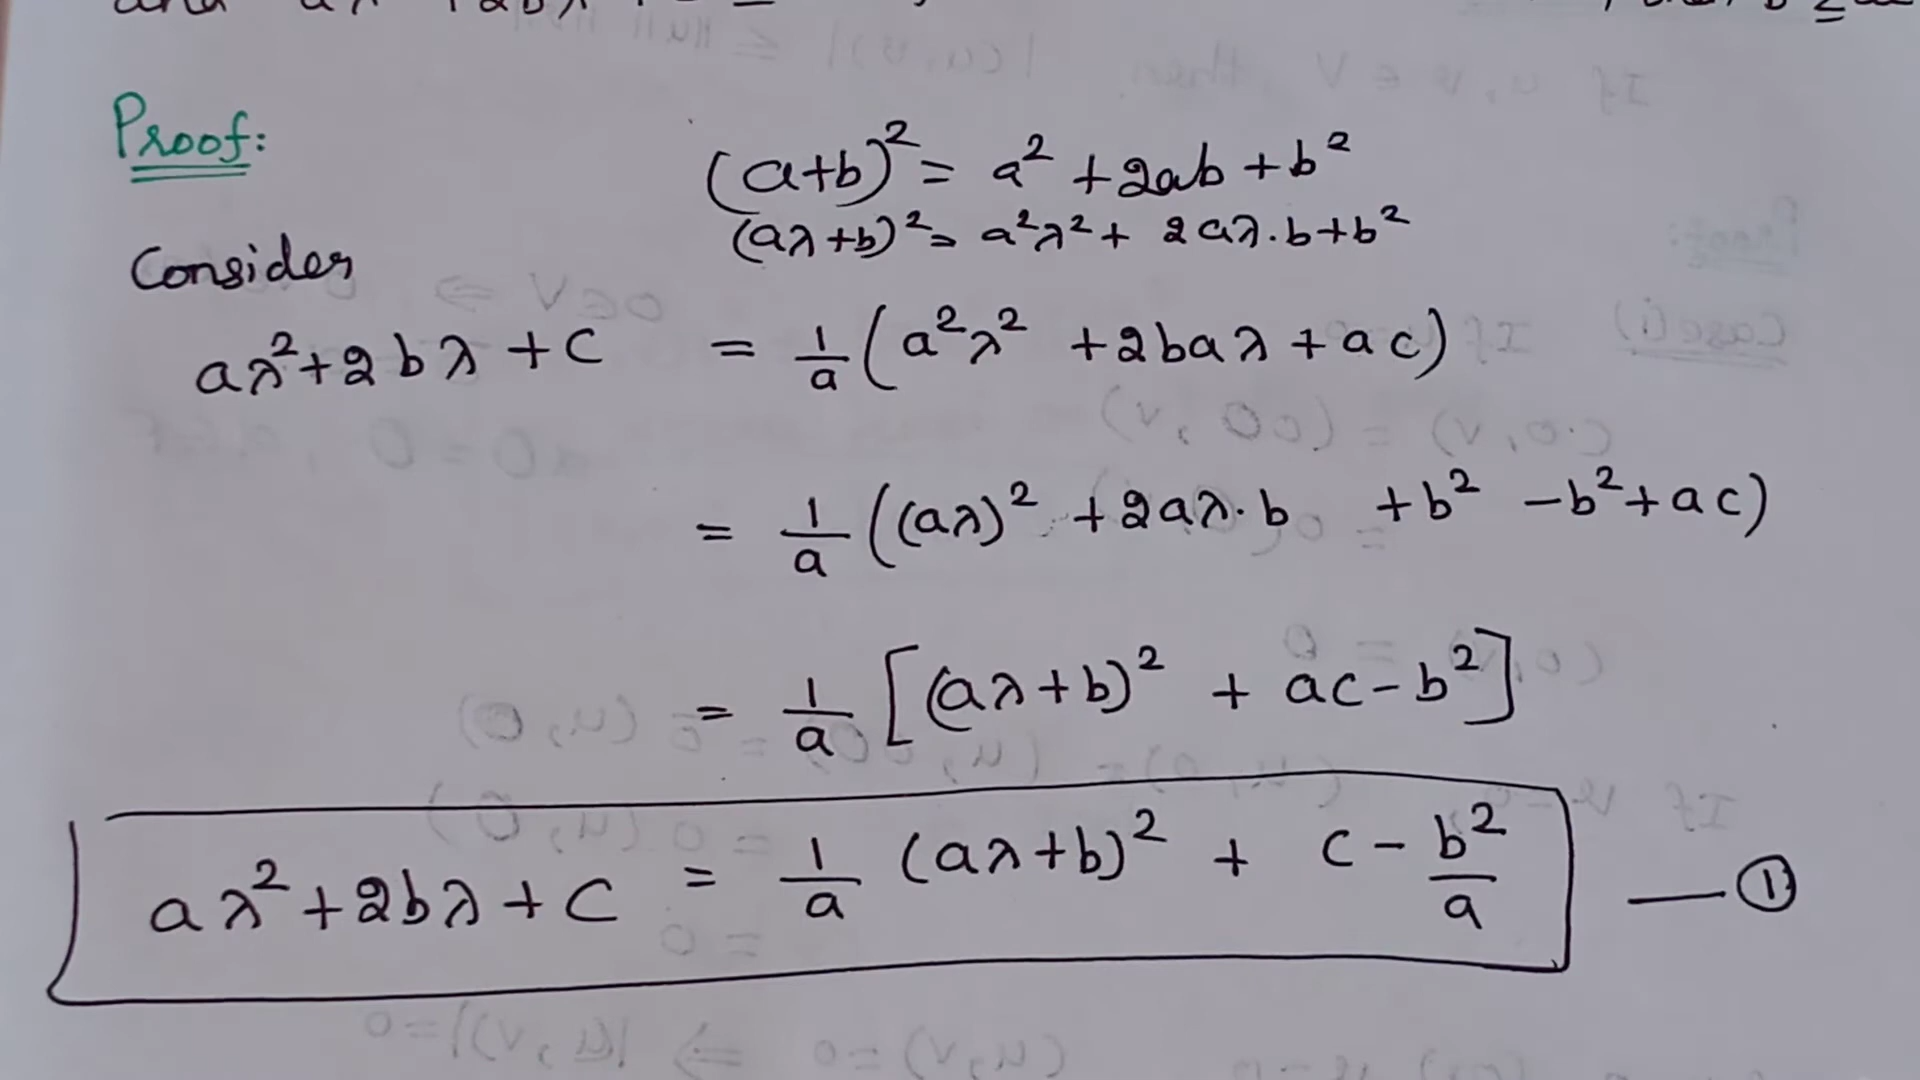 Proof:
(a+b)² = a² + 2ab + b²
(aλ+b)² = a²λ² + 2aλ.b+b²
Consider
aλ²+2bλ+c = 1/a (a²λ² +2baλ+ac)
= 1/a ((aλ)² +2aλ.b +b² -b²+ac)
= 1/a [(aλ+b)² + ac-b²]
aλ²+2bλ+c = 1/a (aλ+b)² + c - b²/a — ①